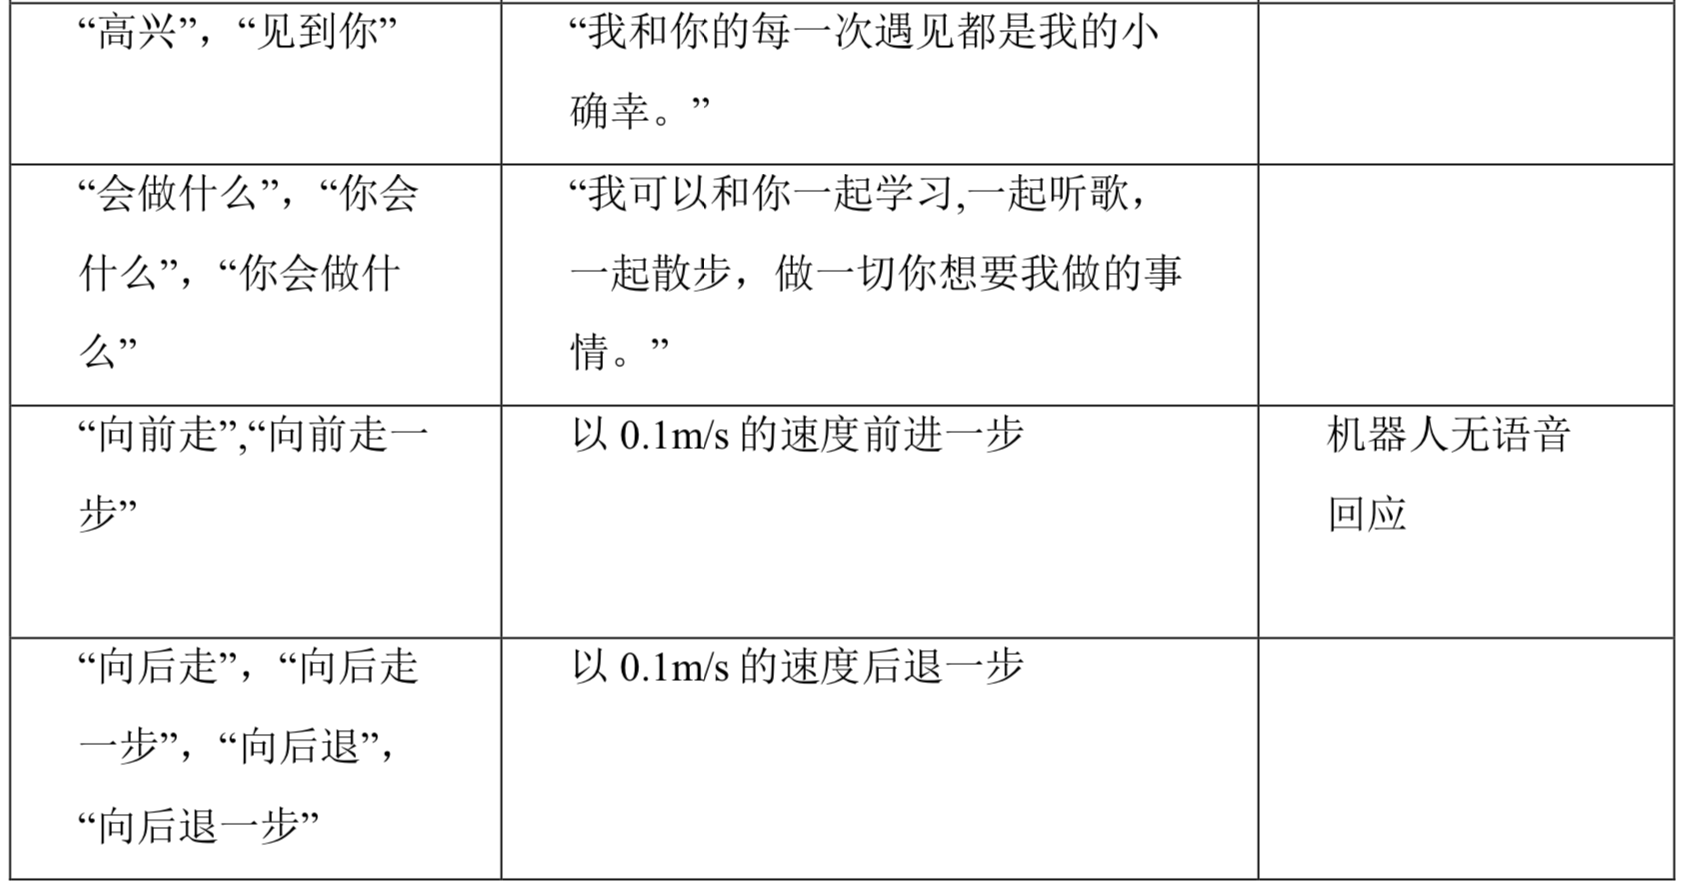 “高兴”，“见到你”
“我和你的每一次遇见都是我的小
确幸。”
“会做什么”，“你会
什么”，“你会做什
么”
“我可以和你一起学习,一起听歌，
一起散步，做一切你想要我做的事
情。”
“向前走”,“向前走一
步”
以 0.1m/s 的速度前进一步
机器人无语音
回应
“向后走”，“向后走
一步”，“向后退”，
“向后退一步”
以 0.1m/s 的速度后退一步